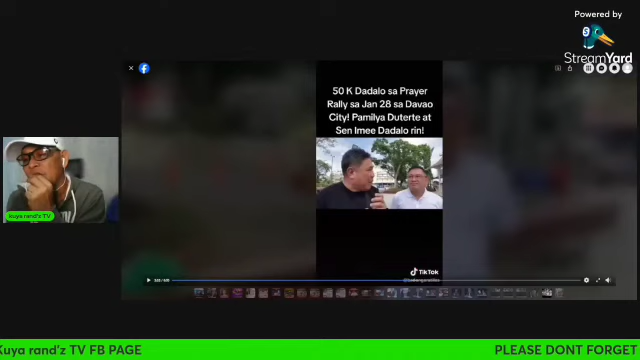 Powered by
StreamYard
50 K Dadalo sa Prayer
Rally sa Jan 28 sa Davao
City! Pamilya Duterte at
Sen Imee Dadalo rin!
kuya rand'z TV
TikTok
Kuya rand'z TV FB PAGE
PLEASE DONT FORGET